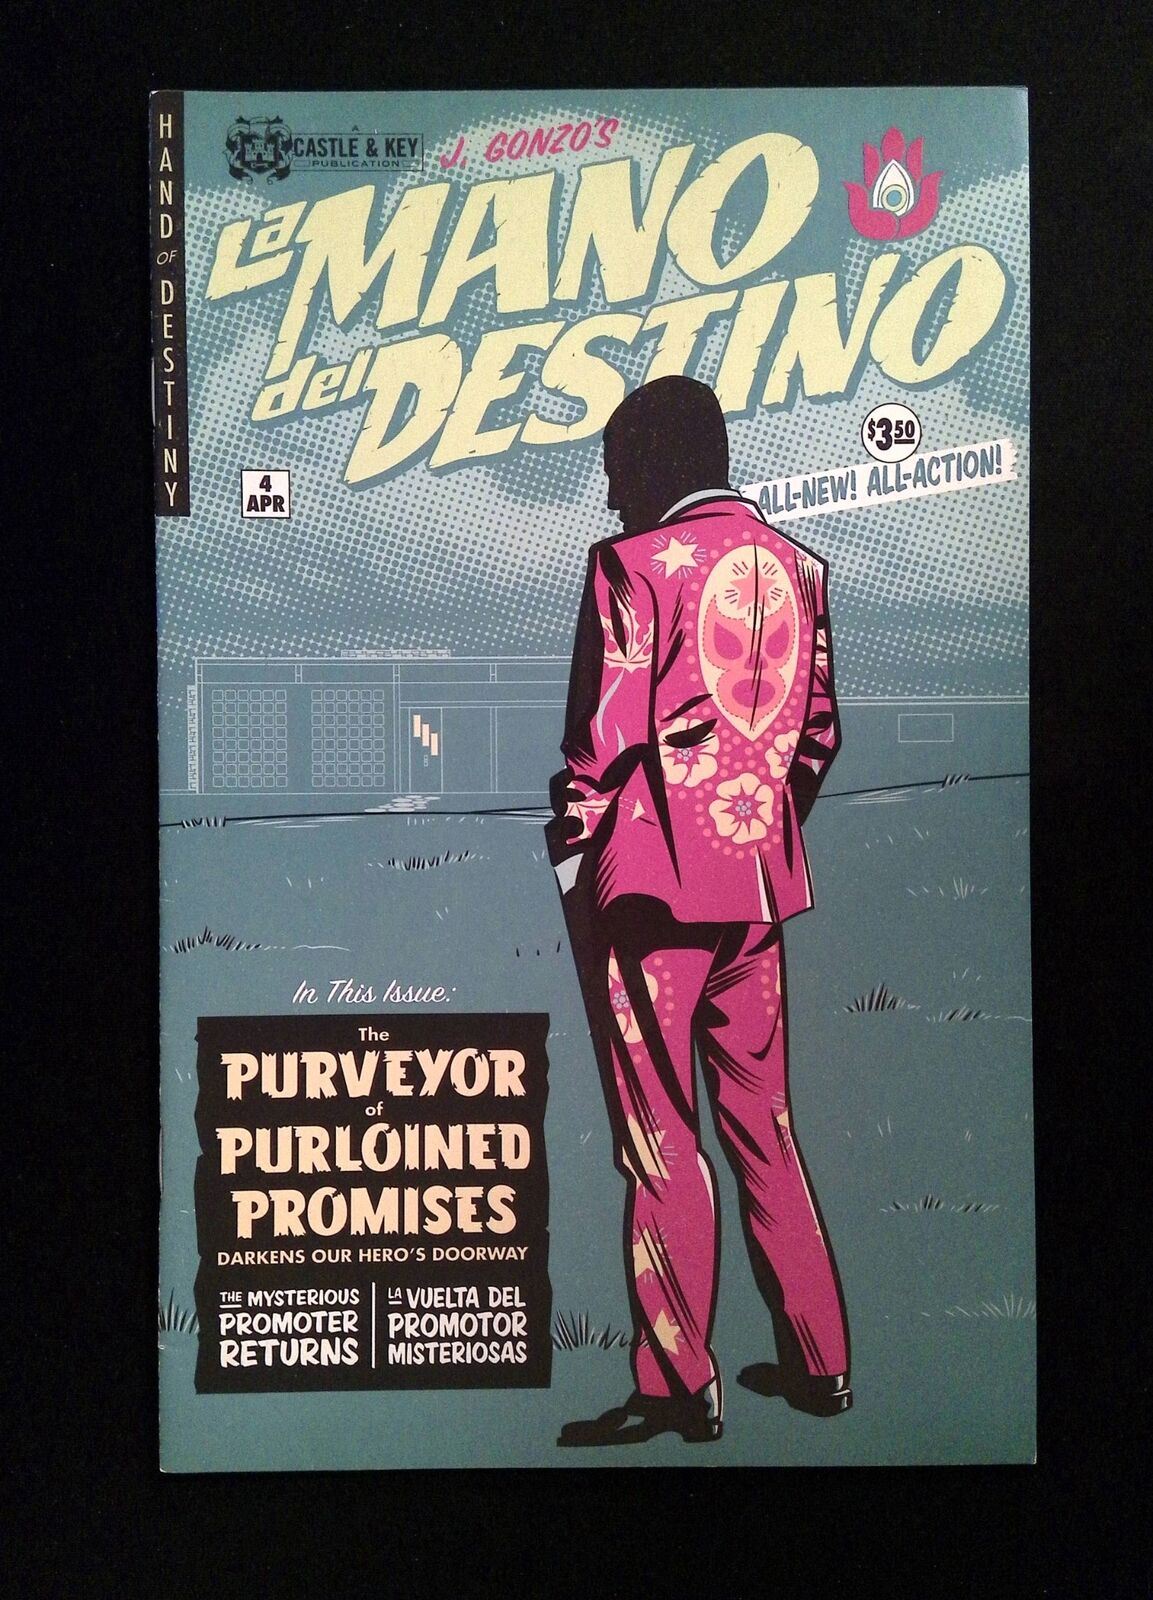 HAND OF DESTINY
A
CASTLE & KEY
PUBLICATION
J. GONZO'S
La MANO
del DESTINO
$3.50
ALL-NEW! ALL-ACTION!
4
APR
In This Issue:
The
PURVEYOR
of
PURLOINED
PROMISES
DARKENS OUR HERO'S DOORWAY
THE MYSTERIOUS
PROMOTER
RETURNS
LA VUELTA DEL
PROMOTOR
MISTERIOSAS